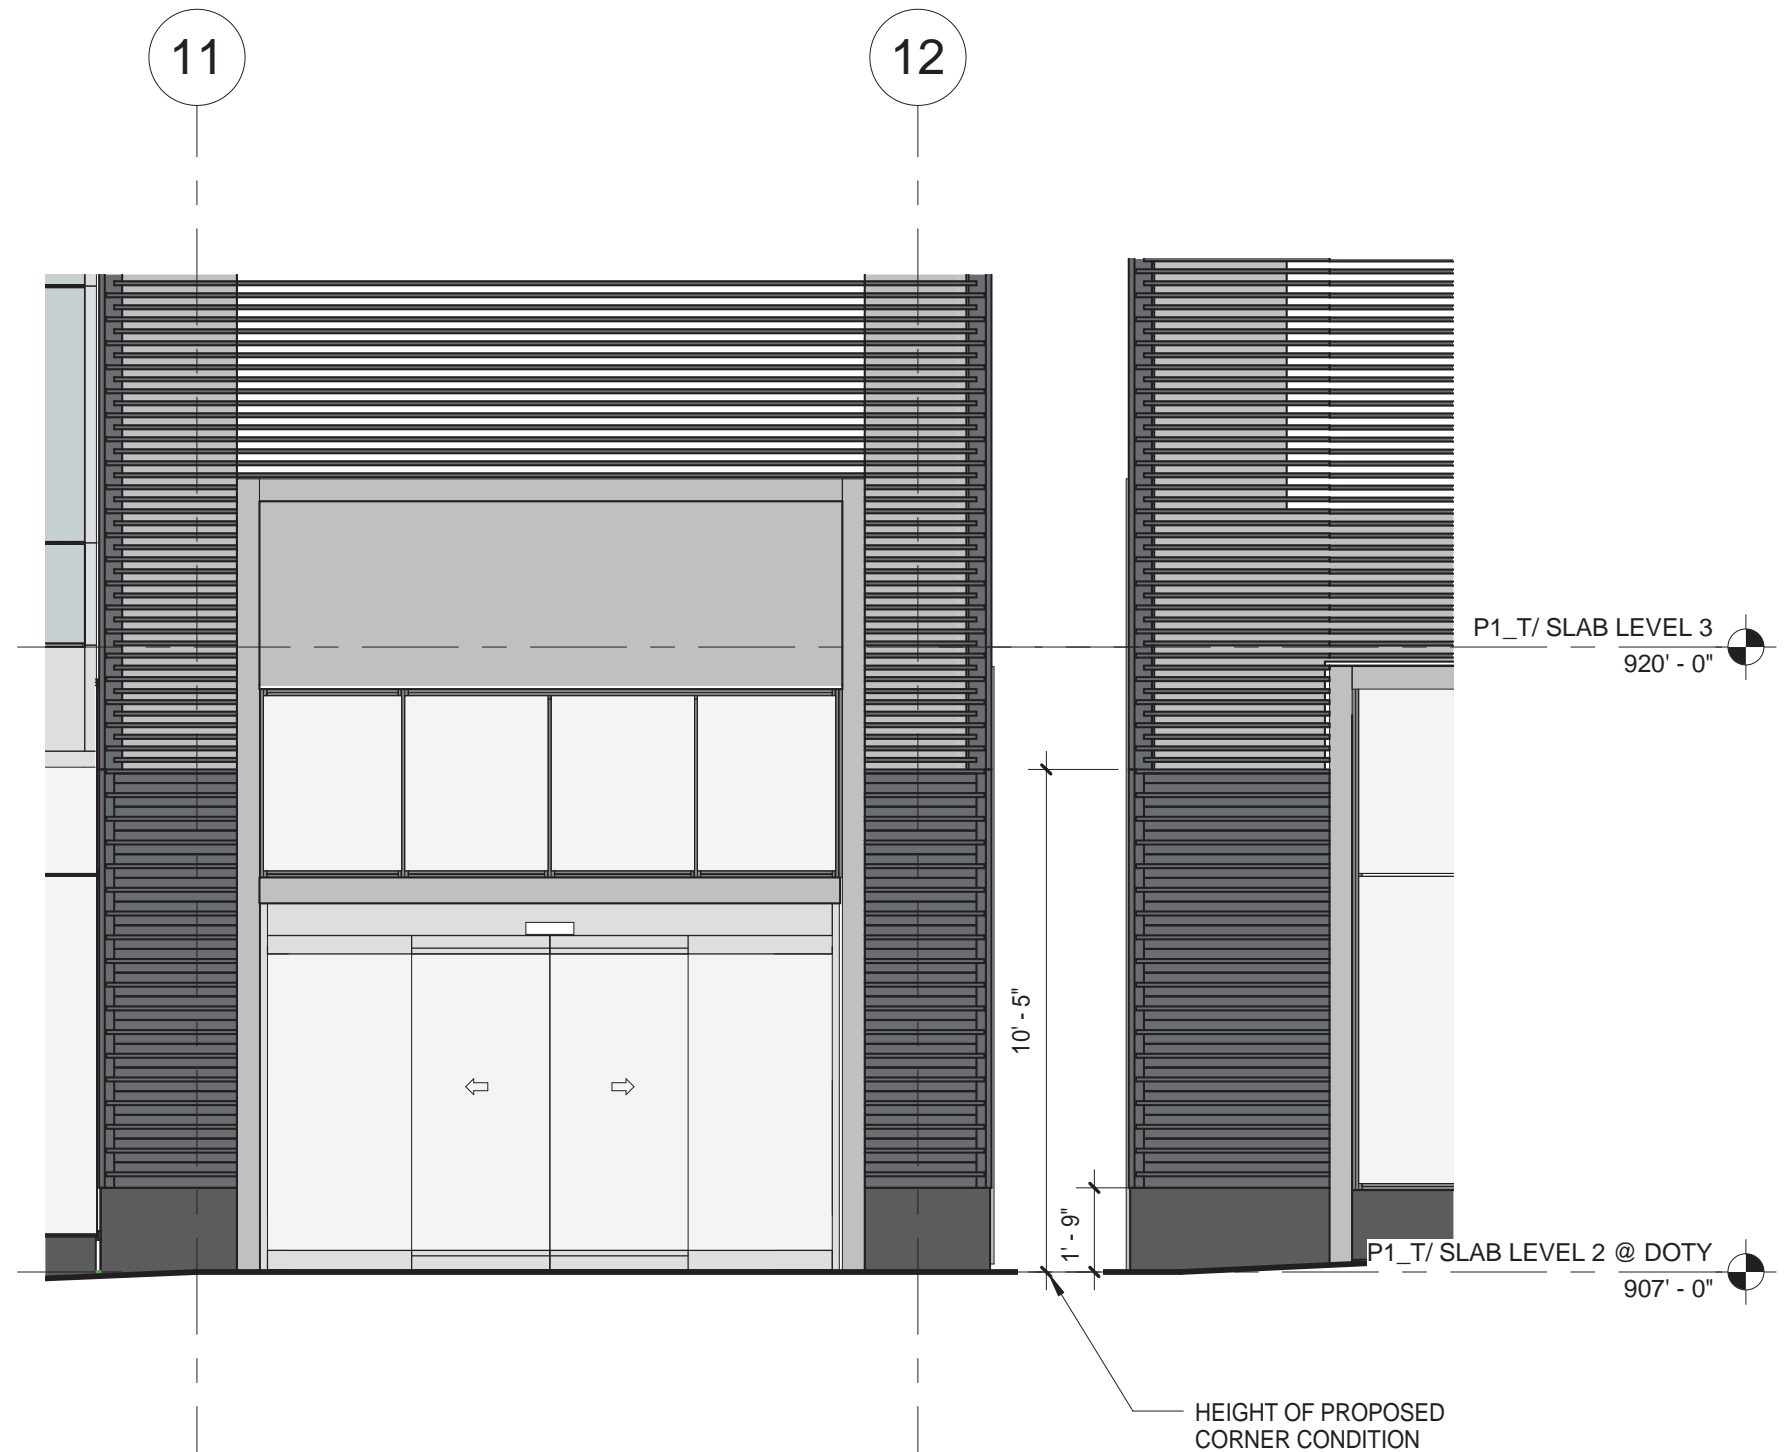 11
12
P1_T/ SLAB LEVEL 3
920' - 0"
10' - 5"
1' - 9"
P1_T/ SLAB LEVEL 2 @ DOTY
907' - 0"
HEIGHT OF PROPOSED
CORNER CONDITION